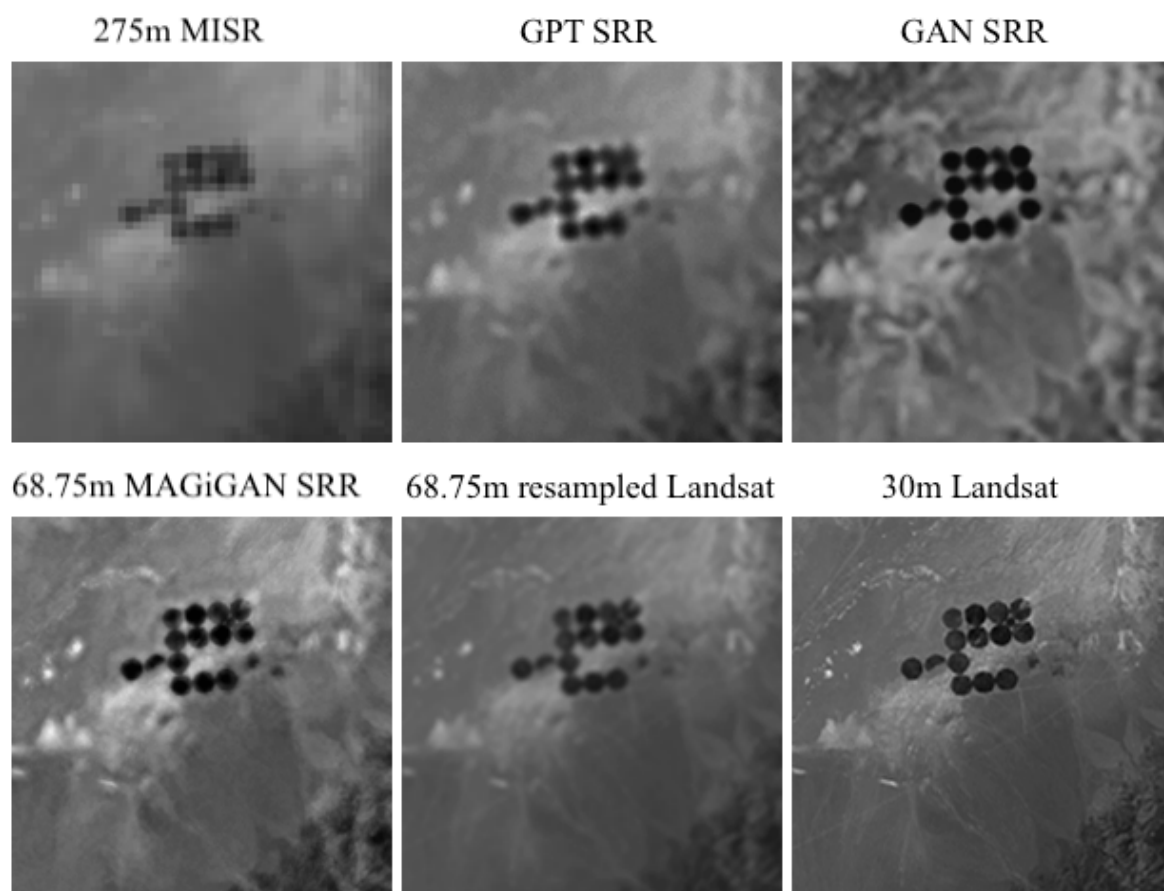 275m MISR
GPT SRR
GAN SRR
68.75m MAGiGAN SRR
68.75m resampled Landsat
30m Landsat